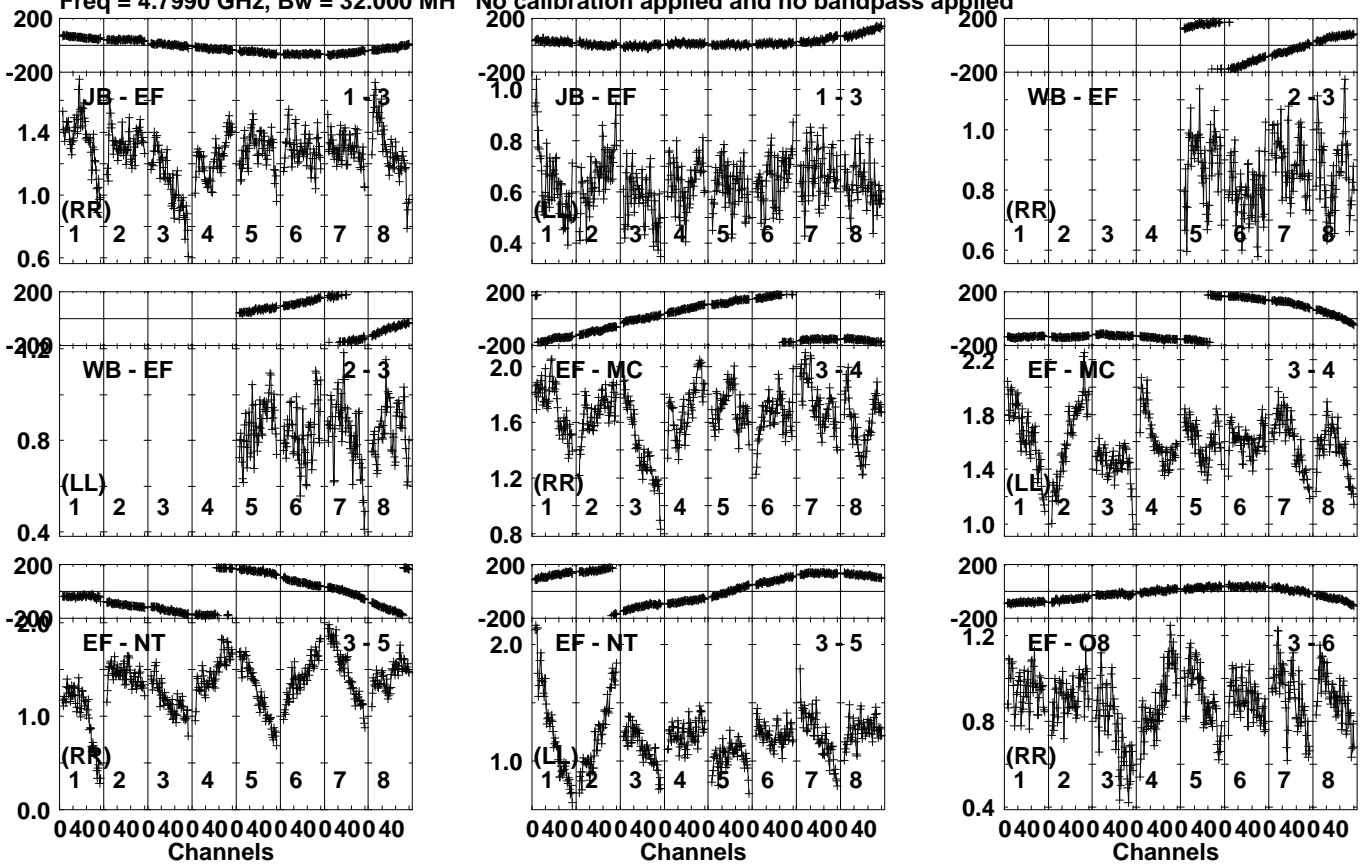 Freq = 4.7990 GHz, Bw = 32.000 MH No calibration applied and no bandpass applied
200 200 200
-200 -200 -200
JB - EF 1 - 3 JB - EF 1 - 3 WB - EF 2 - 3
1.4 1.0 0.6 (RR) 1 2 3 4 5 6 7 8
1.0 0.8 0.6 0.4 (LL) 1 2 3 4 5 6 7 8
1.0 0.8 0.6 (RR) 1 2 3 4 5 6 7 8
200 200 200
-200 -200 -200
WB - EF 2 - 3 EF - MC 3 - 4 EF - MC 3 - 4
1.2 0.8 0.4 (LL) 1 2 3 4 5 6 7 8
2.0 1.6 1.2 0.8 (RR) 1 2 3 4 5 6 7 8
2.2 1.8 1.4 1.0 (LL) 1 2 3 4 5 6 7 8
200 200 200
-200 -200 -200
EF - NT 3 - 5 EF - NT 3 - 5 EF - O8 3 - 6
2.0 1.0 0.0 (RR) 1 2 3 4 5 6 7 8
2.0 1.0 (LL) 1 2 3 4 5 6 7 8
1.2 0.8 0.4 (RR) 1 2 3 4 5 6 7 8
0 40 0 40 0 40 0 40 0 40 0 40 0 40 0 40
0 40 0 40 0 40 0 40 0 40 0 40 0 40 0 40
0 40 0 40 0 40 0 40 0 40 0 40 0 40 0 40
Channels Channels Channels